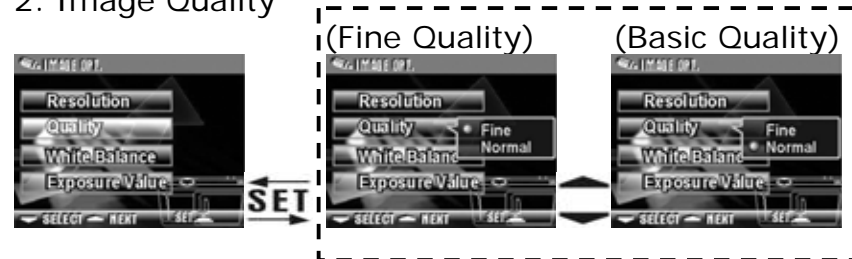 2. Image Quality
(Fine Quality) (Basic Quality)
IMAGE OPT.
Resolution
Quality
White Balance
Exposure Value
SELECT NEXT SET
SET
IMAGE OPT.
Resolution
Quality
Fine
Normal
White Balanc
Exposure Value
SELECT NEXT SET
IMAGE OPT.
Resolution
Quality
Fine
Normal
White Balanc
Exposure Value
SELECT NEXT SET